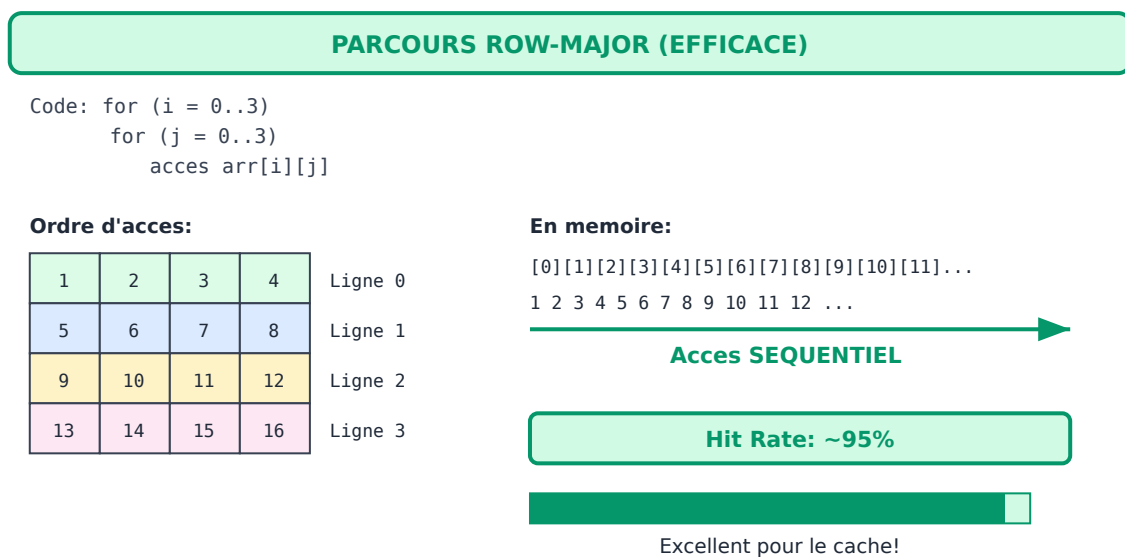 PARCOURS ROW-MAJOR (EFFICACE)
Code: for (i = 0..3)
for (j = 0..3)
acces arr[i][j]
Ordre d'acces:
1 2 3 4 Ligne 0
5 6 7 8 Ligne 1
9 10 11 12 Ligne 2
13 14 15 16 Ligne 3
En memoire:
[0][1][2][3][4][5][6][7][8][9][10][11]...
1 2 3 4 5 6 7 8 9 10 11 12 ...
Acces SEQUENTIEL
Hit Rate: ~95%
Excellent pour le cache!